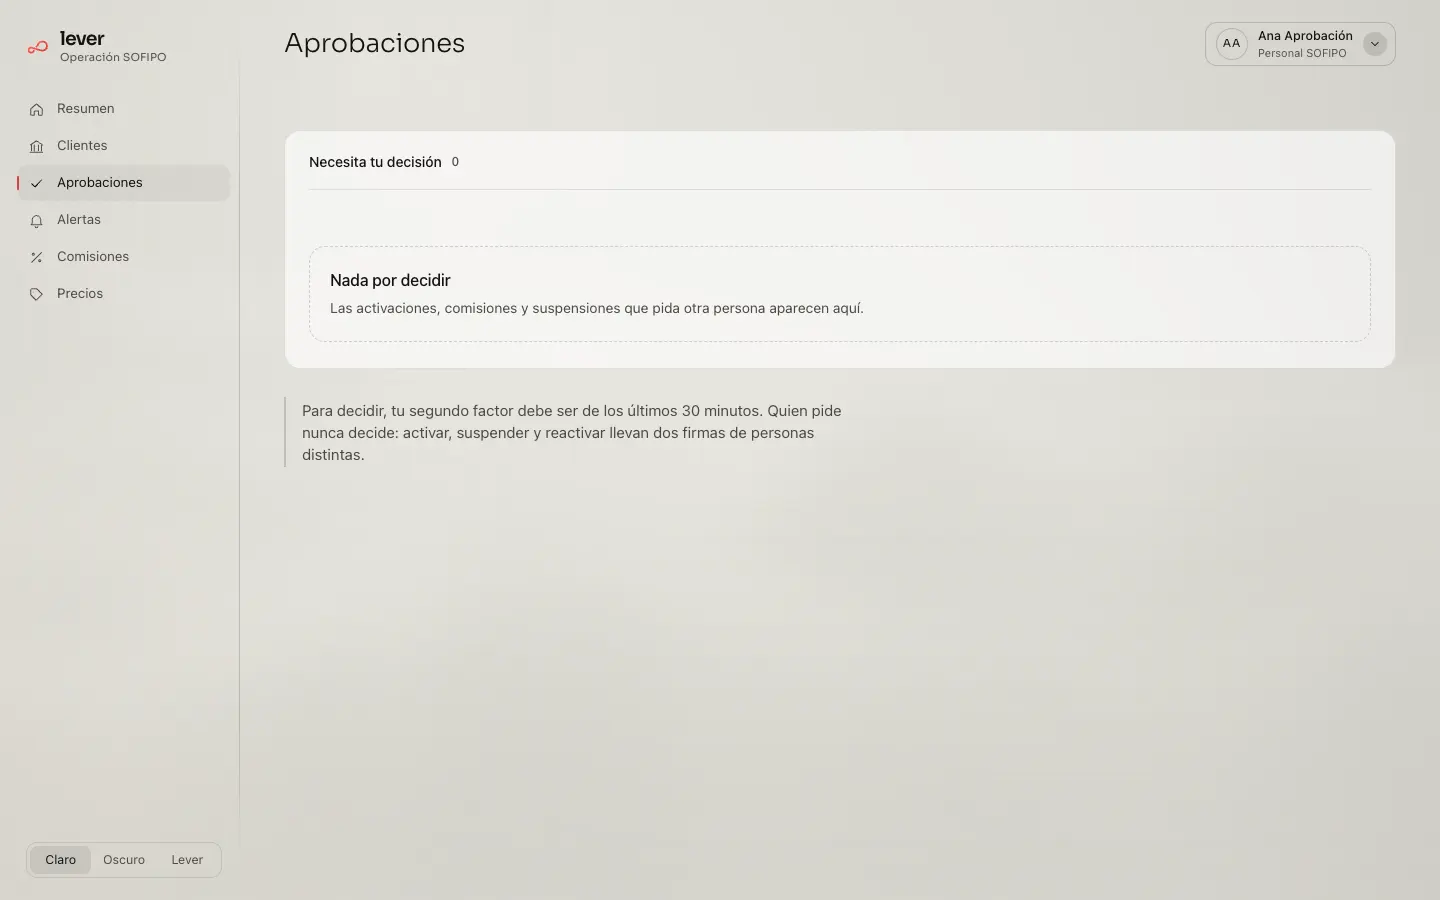 lever
Operación SOFIPO
Resumen
Clientes
Aprobaciones
Alertas
Comisiones
Precios
Claro
Oscuro
Lever
Aprobaciones
AA
Ana Aprobación
Personal SOFIPO
Necesita tu decisión 0
Nada por decidir
Las activaciones, comisiones y suspensiones que pida otra persona aparecen aquí.
Para decidir, tu segundo factor debe ser de los últimos 30 minutos. Quien pide
nunca decide: activar, suspender y reactivar llevan dos firmas de personas
distintas.